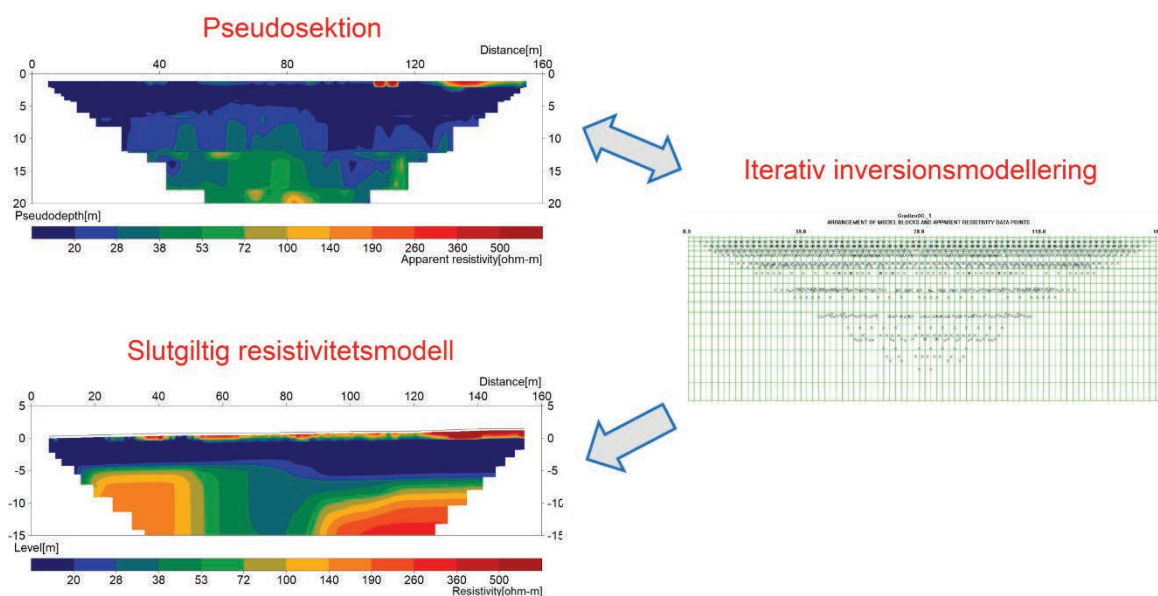 Pseudosektion
Distance[m]
0 40 80 120 160
0 0
5 5
10 10
15 15
20 20
Pseudodepth[m]
20 28 38 53 72 100 140 190 260 360 500
Apparent resistivity[ohm-m]
Iterativ inversionsmodellering
ARRANGEMENT OF MODEL BLOCKS AND APPARENT RESISTIVITY DATA POINTS
Slutgiltig resistivitetsmodell
Distance[m]
0 20 40 60 80 100 120 140 160
5 5
0 0
-5 -5
-10 -10
-15 -15
Level[m]
20 28 38 53 72 100 140 190 260 360 500
Resistivity[ohm-m]